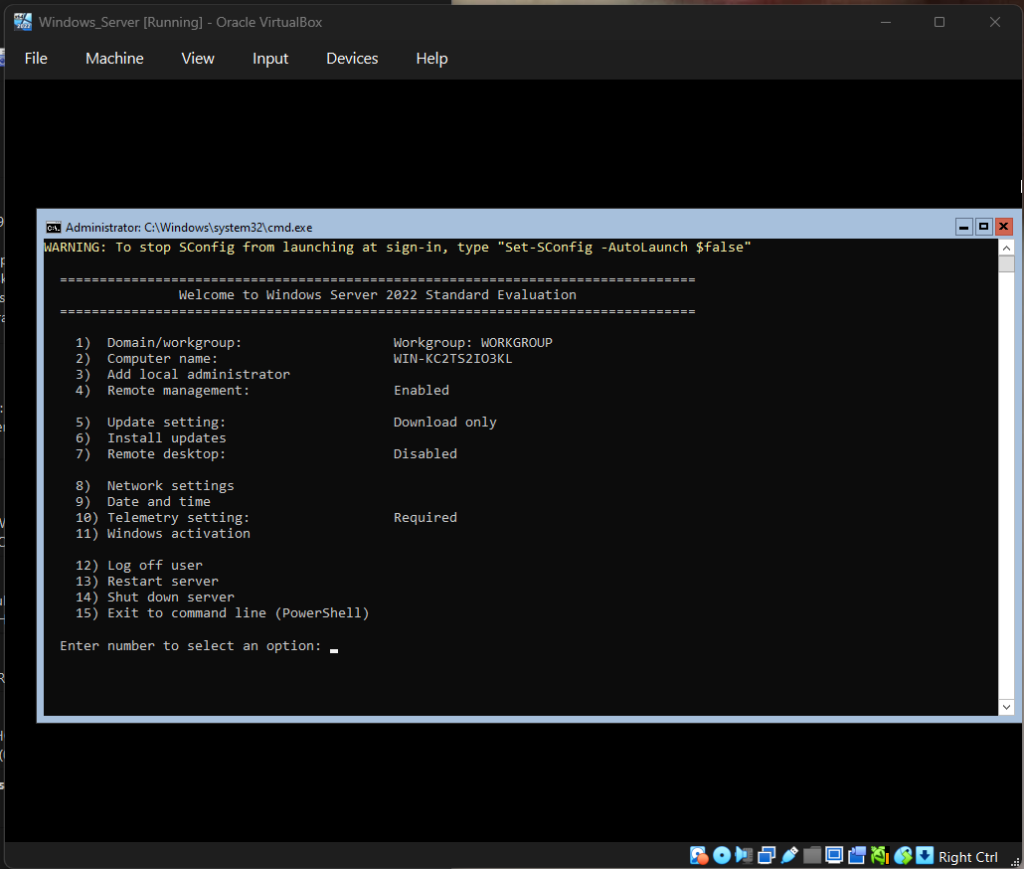 Windows_Server [Running] - Oracle VirtualBox
File Machine View Input Devices Help
Administrator: C:\Windows\system32\cmd.exe
WARNING: To stop SConfig from launching at sign-in, type "Set-SConfig -AutoLaunch $false"
================================================================================
Welcome to Windows Server 2022 Standard Evaluation
================================================================================
1) Domain/workgroup: Workgroup: WORKGROUP
2) Computer name: WIN-KC2TS2IO3KL
3) Add local administrator
4) Remote management: Enabled
5) Update setting: Download only
6) Install updates
7) Remote desktop: Disabled
8) Network settings
9) Date and time
10) Telemetry setting: Required
11) Windows activation
12) Log off user
13) Restart server
14) Shut down server
15) Exit to command line (PowerShell)
Enter number to select an option: _
Right Ctrl